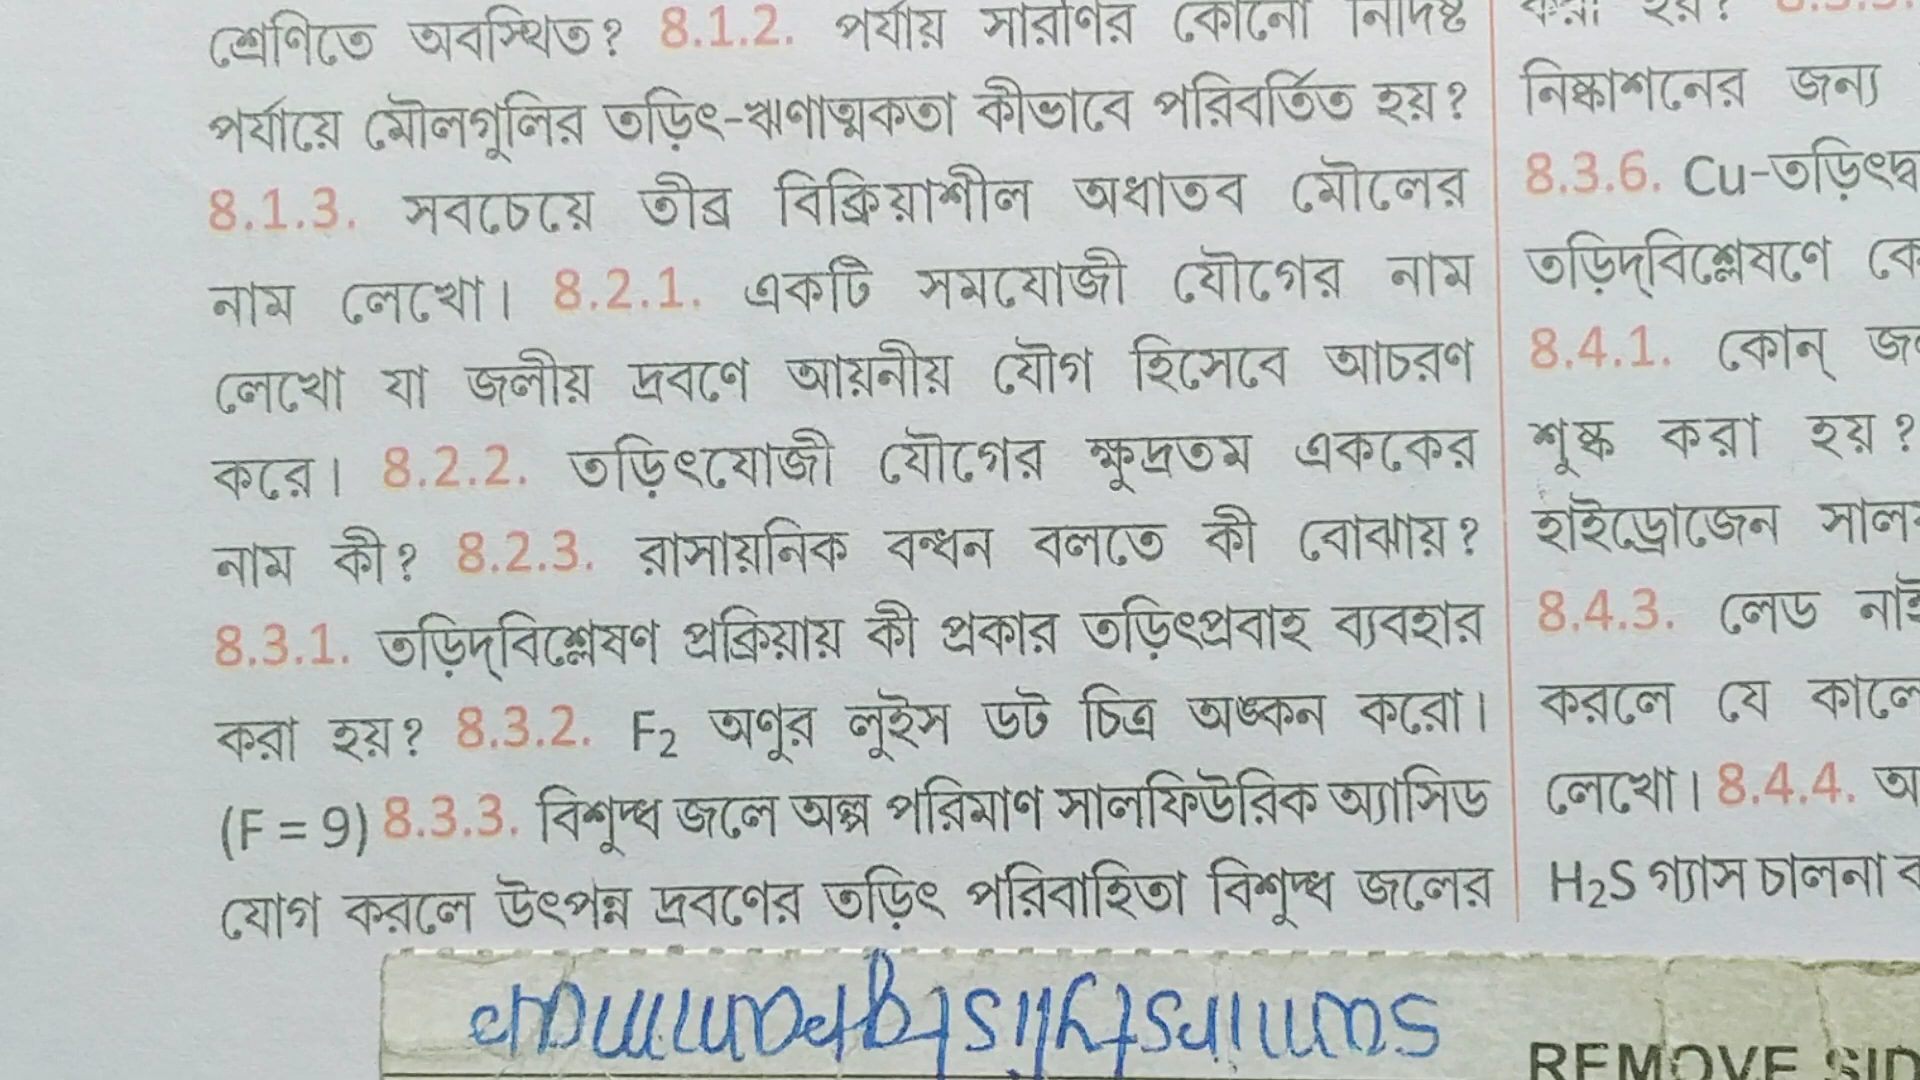 শ্রেণিতে অবস্থিত? 8.1.2. পর্যায় সারণির কোনো নির্দিষ্ট
পর্যায়ে মৌলগুলির তড়িৎ-ঋণাত্মকতা কীভাবে পরিবর্তিত হয়?
8.1.3. সবচেয়ে তীব্র বিক্রিয়াশীল অধাতব মৌলের
নাম লেখো। 8.2.1. একটি সমযোজী যৌগের নাম
লেখো যা জলীয় দ্রবণে আয়নীয় যৌগ হিসেবে আচরণ
করে। 8.2.2. তড়িৎযোজী যৌগের ক্ষুদ্রতম এককের
নাম কী? 8.2.3. রাসায়নিক বন্ধন বলতে কী বোঝায়?
8.3.1. তড়িদ্‌বিশ্লেষণ প্রক্রিয়ায় কী প্রকার তড়িৎপ্রবাহ ব্যবহার
করা হয়? 8.3.2. F₂ অণুর লুইস ডট চিত্র অঙ্কন করো।
(F = 9) 8.3.3. বিশুদ্ধ জলে অল্প পরিমাণ সালফিউরিক অ্যাসিড
যোগ করলে উৎপন্ন দ্রবণের তড়িৎ পরিবাহিতা বিশুদ্ধ জলের
করা হয়?
নিষ্কাশনের জন্য
8.3.6. Cu-তড়িৎদ্ব
তড়িদ্‌বিশ্লেষণে কে
8.4.1. কোন্ জ
শুষ্ক করা হয়?
হাইড্রোজেন সাল
8.4.3. লেড নাই
করলে যে কালো
লেখো। 8.4.4. অ
H₂S গ্যাস চালনা ক
REMOVE SID